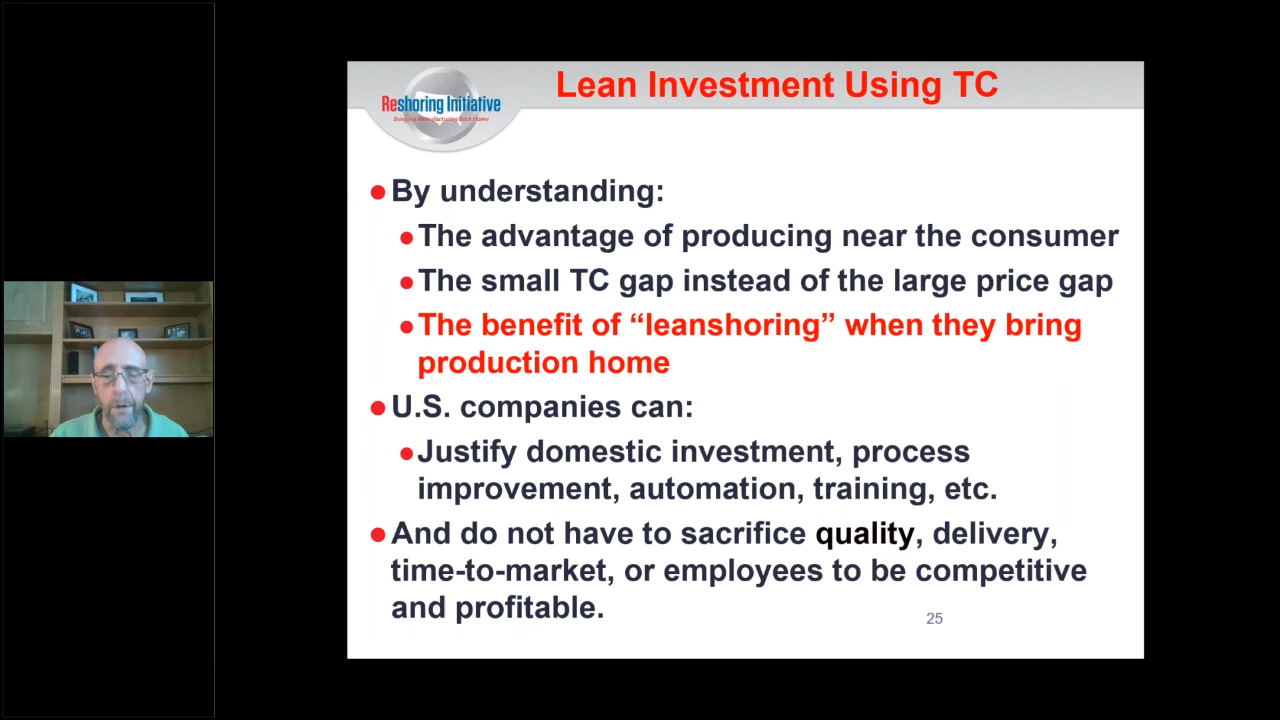 Lean Investment Using TC
Reshoring Initiative
Bringing Manufacturing Back Home
●By understanding:
●The advantage of producing near the consumer
●The small TC gap instead of the large price gap
●The benefit of “leanshoring” when they bring
production home
●U.S. companies can:
●Justify domestic investment, process
improvement, automation, training, etc.
●And do not have to sacrifice quality, delivery,
time-to-market, or employees to be competitive
and profitable.
25